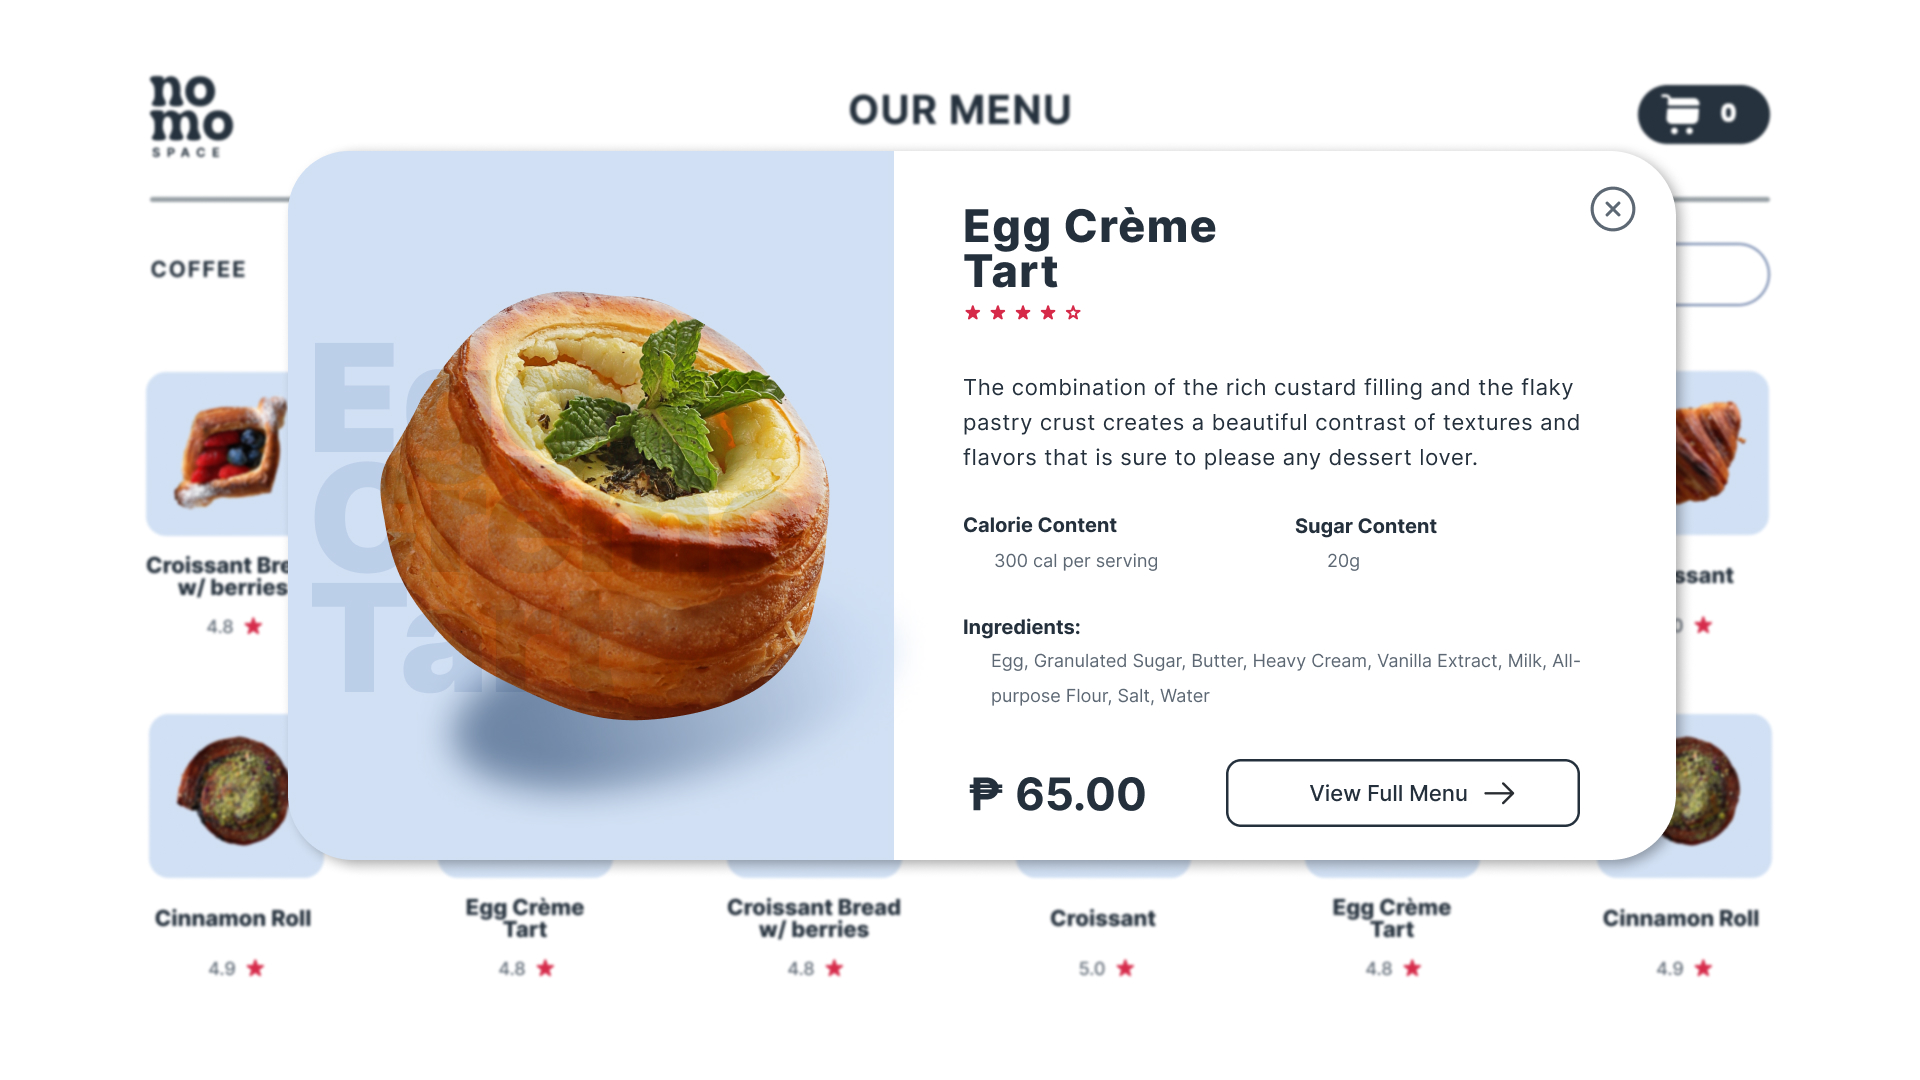 no
mo
SPACE
OUR MENU
0
COFFEE
Egg Crème
Tart
The combination of the rich custard filling and the flaky
pastry crust creates a beautiful contrast of textures and
flavors that is sure to please any dessert lover.
Calorie Content
300 cal per serving
Sugar Content
20g
Ingredients:
Egg, Granulated Sugar, Butter, Heavy Cream, Vanilla Extract, Milk, All-
purpose Flour, Salt, Water
₱ 65.00
View Full Menu
Croissant
w/ berries
4.8
Cinnamon Roll
4.9
Egg Crème
Tart
4.8
Croissant Bread
w/ berries
4.8
Croissant
5.0
Egg Crème
Tart
4.8
Cinnamon Roll
4.9